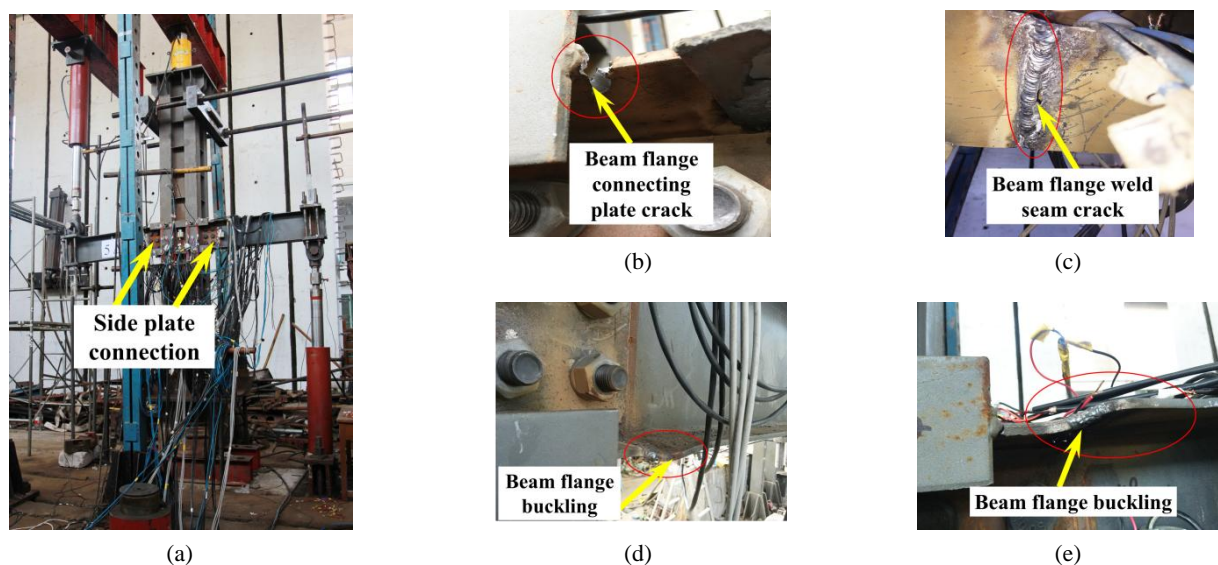 Side plate
connection
5
(a)
Beam flange
connecting
plate crack
(b)
Beam flange weld
seam crack
(c)
Beam flange
buckling
(d)
Beam flange buckling
(e)